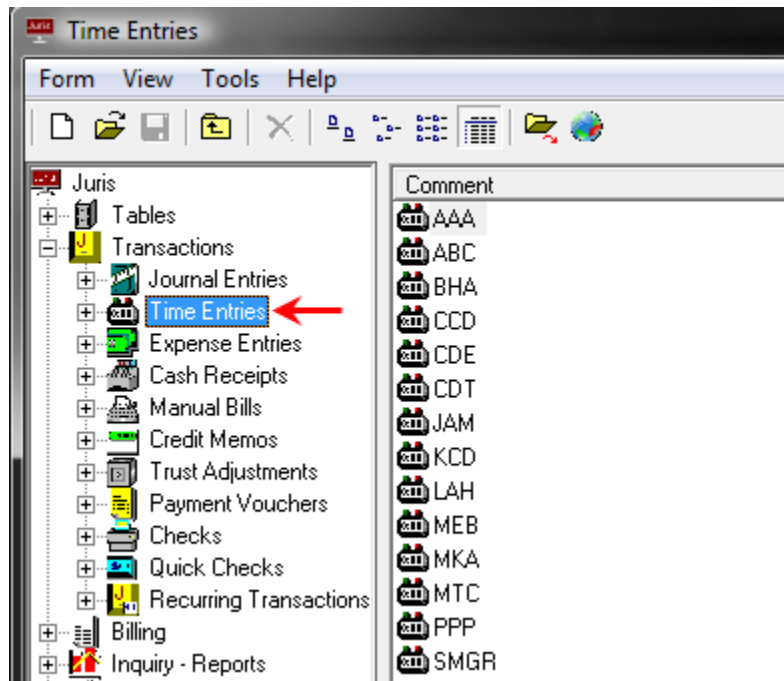 Time Entries
Form View Tools Help
Juris
Tables
Transactions
Journal Entries
Time Entries
Expense Entries
Cash Receipts
Manual Bills
Credit Memos
Trust Adjustments
Payment Vouchers
Checks
Quick Checks
Recurring Transactions
Billing
Inquiry - Reports
Comment
AAA
ABC
BHA
CCD
CDE
CDT
JAM
KCD
LAH
MEB
MKA
MTC
PPP
SMGR